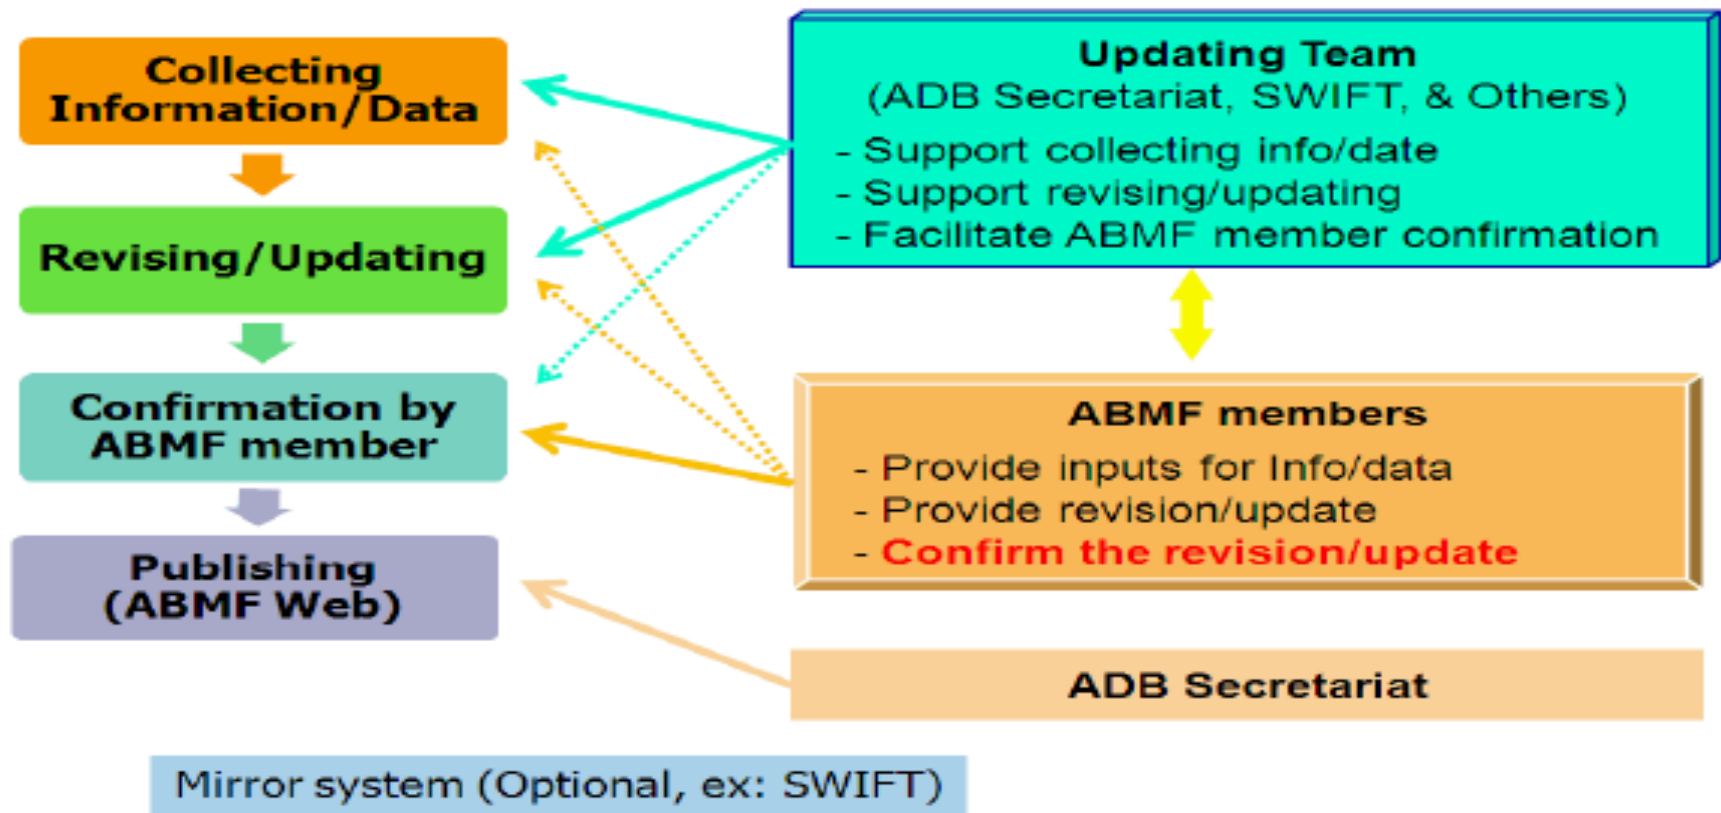 Collecting
Information/Data
Revising/Updating
Confirmation by
ABMF member
Publishing
(ABMF Web)
Updating Team
(ADB Secretariat, SWIFT, & Others)
- Support collecting info/date
- Support revising/updating
- Facilitate ABMF member confirmation
ABMF members
- Provide inputs for Info/data
- Provide revision/update
- Confirm the revision/update
ADB Secretariat
Mirror system (Optional, ex: SWIFT)